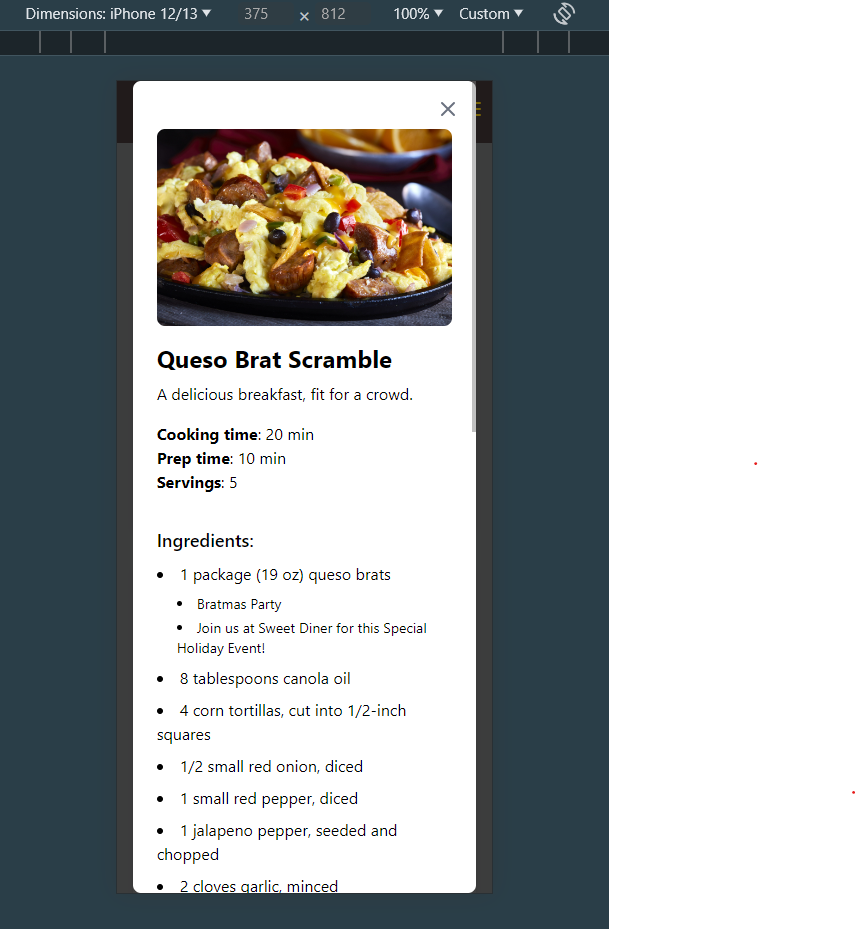 Dimensions: iPhone 12/13 ▼ 375 × 812 100% ▼ Custom ▼
Queso Brat Scramble
A delicious breakfast, fit for a crowd.
Cooking time: 20 min
Prep time: 10 min
Servings: 5
Ingredients:
• 1 package (19 oz) queso brats
• Bratmas Party
• Join us at Sweet Diner for this Special
Holiday Event!
• 8 tablespoons canola oil
• 4 corn tortillas, cut into 1/2-inch
squares
• 1/2 small red onion, diced
• 1 small red pepper, diced
• 1 jalapeno pepper, seeded and
chopped
• 2 cloves garlic, minced